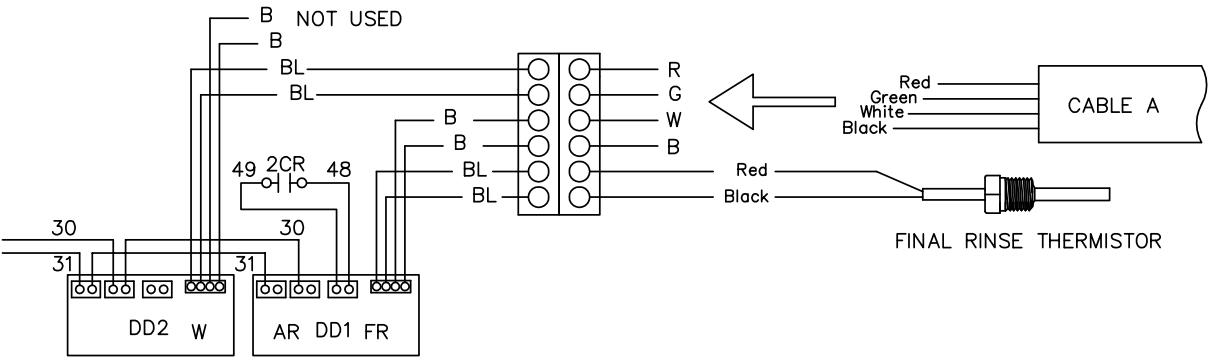 B NOT USED
B
BL
BL
R
G
W
B
Red
Green
White
Black
CABLE A
B
B
49 2CR 48
BL
BL
Red
Black
FINAL RINSE THERMISTOR
30
30
31
31
DD2 W
AR DD1 FR